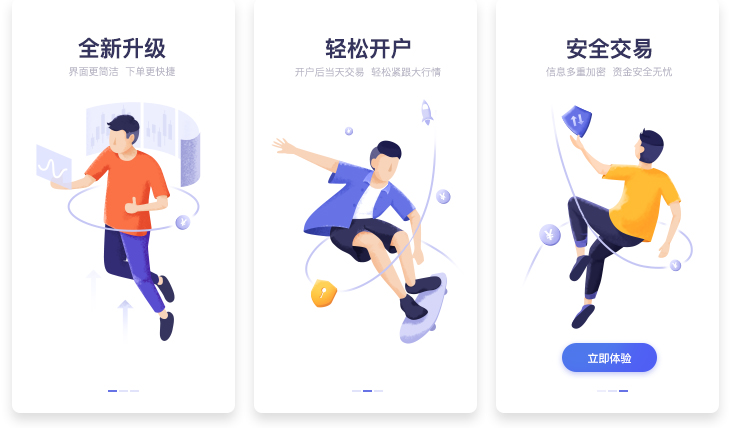 全新升级
界面更简洁 下单更快捷
轻松开户
开户后当天交易 轻松紧跟大行情
安全交易
信息多重加密 资金安全无忧
立即体验